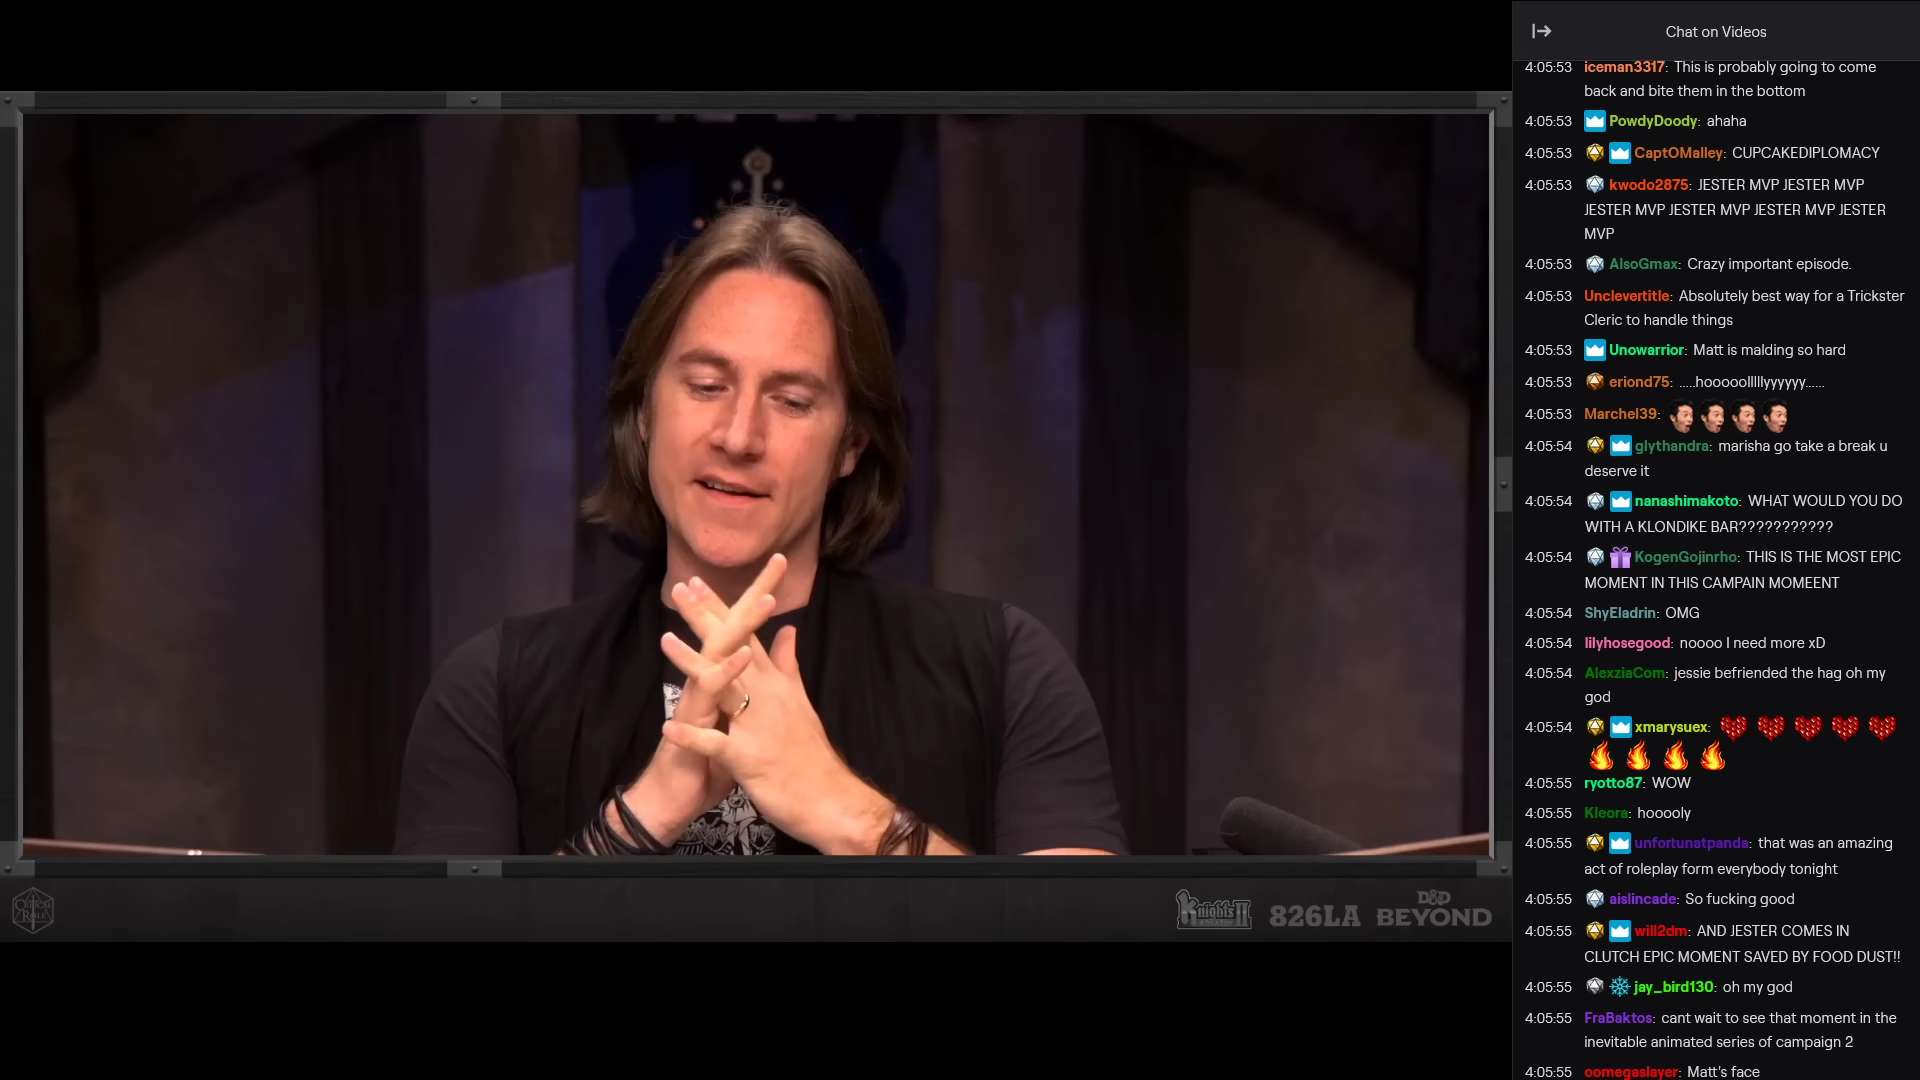 Chat on Videos
4:05:53 iceman3317: This is probably going to come
back and bite them in the bottom
4:05:53 PowdyDoody: ahaha
4:05:53 CaptOMalley: CUPCAKEDIPLOMACY
4:05:53 kwodo2875: JESTER MVP JESTER MVP
JESTER MVP JESTER MVP JESTER MVP JESTER
MVP
4:05:53 AlsoGmax: Crazy important episode.
4:05:53 Unclevertitle: Absolutely best way for a Trickster
Cleric to handle things
4:05:53 Unowarrior: Matt is malding so hard
4:05:53 eriond75: .....hooooolllllyyyyyy......
4:05:53 Marchel39:
4:05:54 glythandra: marisha go take a break u
deserve it
4:05:54 nanashimakoto: WHAT WOULD YOU DO
WITH A KLONDIKE BAR???????????
4:05:54 KogenGojinrho: THIS IS THE MOST EPIC
MOMENT IN THIS CAMPAIN MOMEENT
4:05:54 ShyEladrin: OMG
4:05:54 lilyhosegood: noooo I need more xD
4:05:54 AlexziaCom: jessie befriended the hag oh my
god
4:05:54 xmarysuex:
4:05:55 ryotto87: WOW
4:05:55 Kleora: hooooly
4:05:55 unfortunatpanda: that was an amazing
act of roleplay form everybody tonight
4:05:55 aislincade: So fucking good
4:05:55 will2dm: AND JESTER COMES IN
CLUTCH EPIC MOMENT SAVED BY FOOD DUST!!
4:05:55 jay_bird130: oh my god
4:05:55 FraBaktos: cant wait to see that moment in the
inevitable animated series of campaign 2
4:05:55 oomegaslayer: Matt's face
CRITICAL
ROLE
Knights II
826LA
D&D
BEYOND